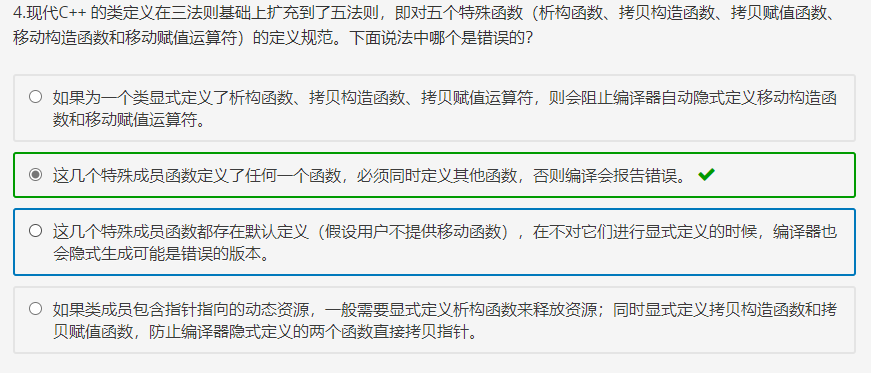 4.现代C++ 的类定义在三法则基础上扩充到了五法则，即对五个特殊函数（析构函数、拷贝构造函数、拷贝赋值函数、
移动构造函数和移动赋值运算符）的定义规范。下面说法中哪个是错误的？
如果为一个类显式定义了析构函数、拷贝构造函数、拷贝赋值运算符，则会阻止编译器自动隐式定义移动构造函
数和移动赋值运算符。
这几个特殊成员函数定义了任何一个函数，必须同时定义其他函数，否则编译会报告错误。
这几个特殊成员函数都存在默认定义（假设用户不提供移动函数），在不对它们进行显式定义的时候，编译器也
会隐式生成可能是错误的版本。
如果类成员包含指针指向的动态资源，一般需要显式定义析构函数来释放资源；同时显式定义拷贝构造函数和拷
贝赋值函数，防止编译器隐式定义的两个函数直接拷贝指针。